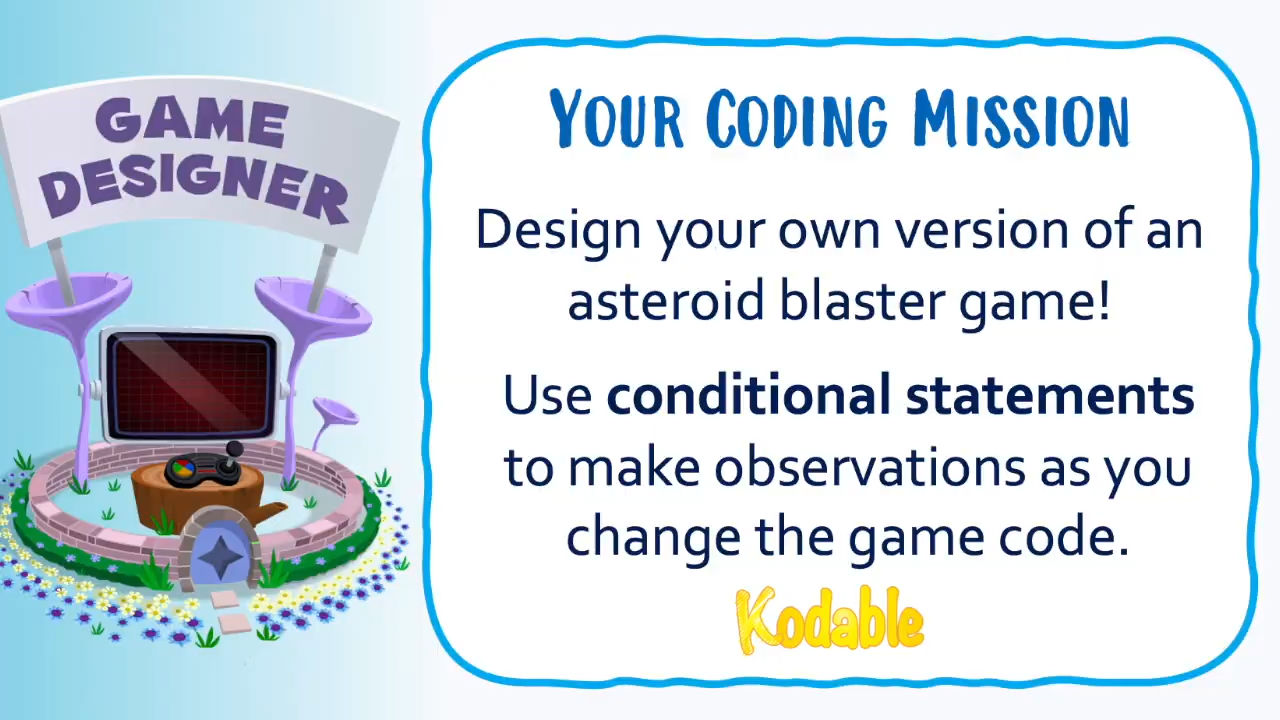 GAME
DESIGNER
YOUR CODING MISSION
Design your own version of an
asteroid blaster game!
Use conditional statements
to make observations as you
change the game code.
Kodable